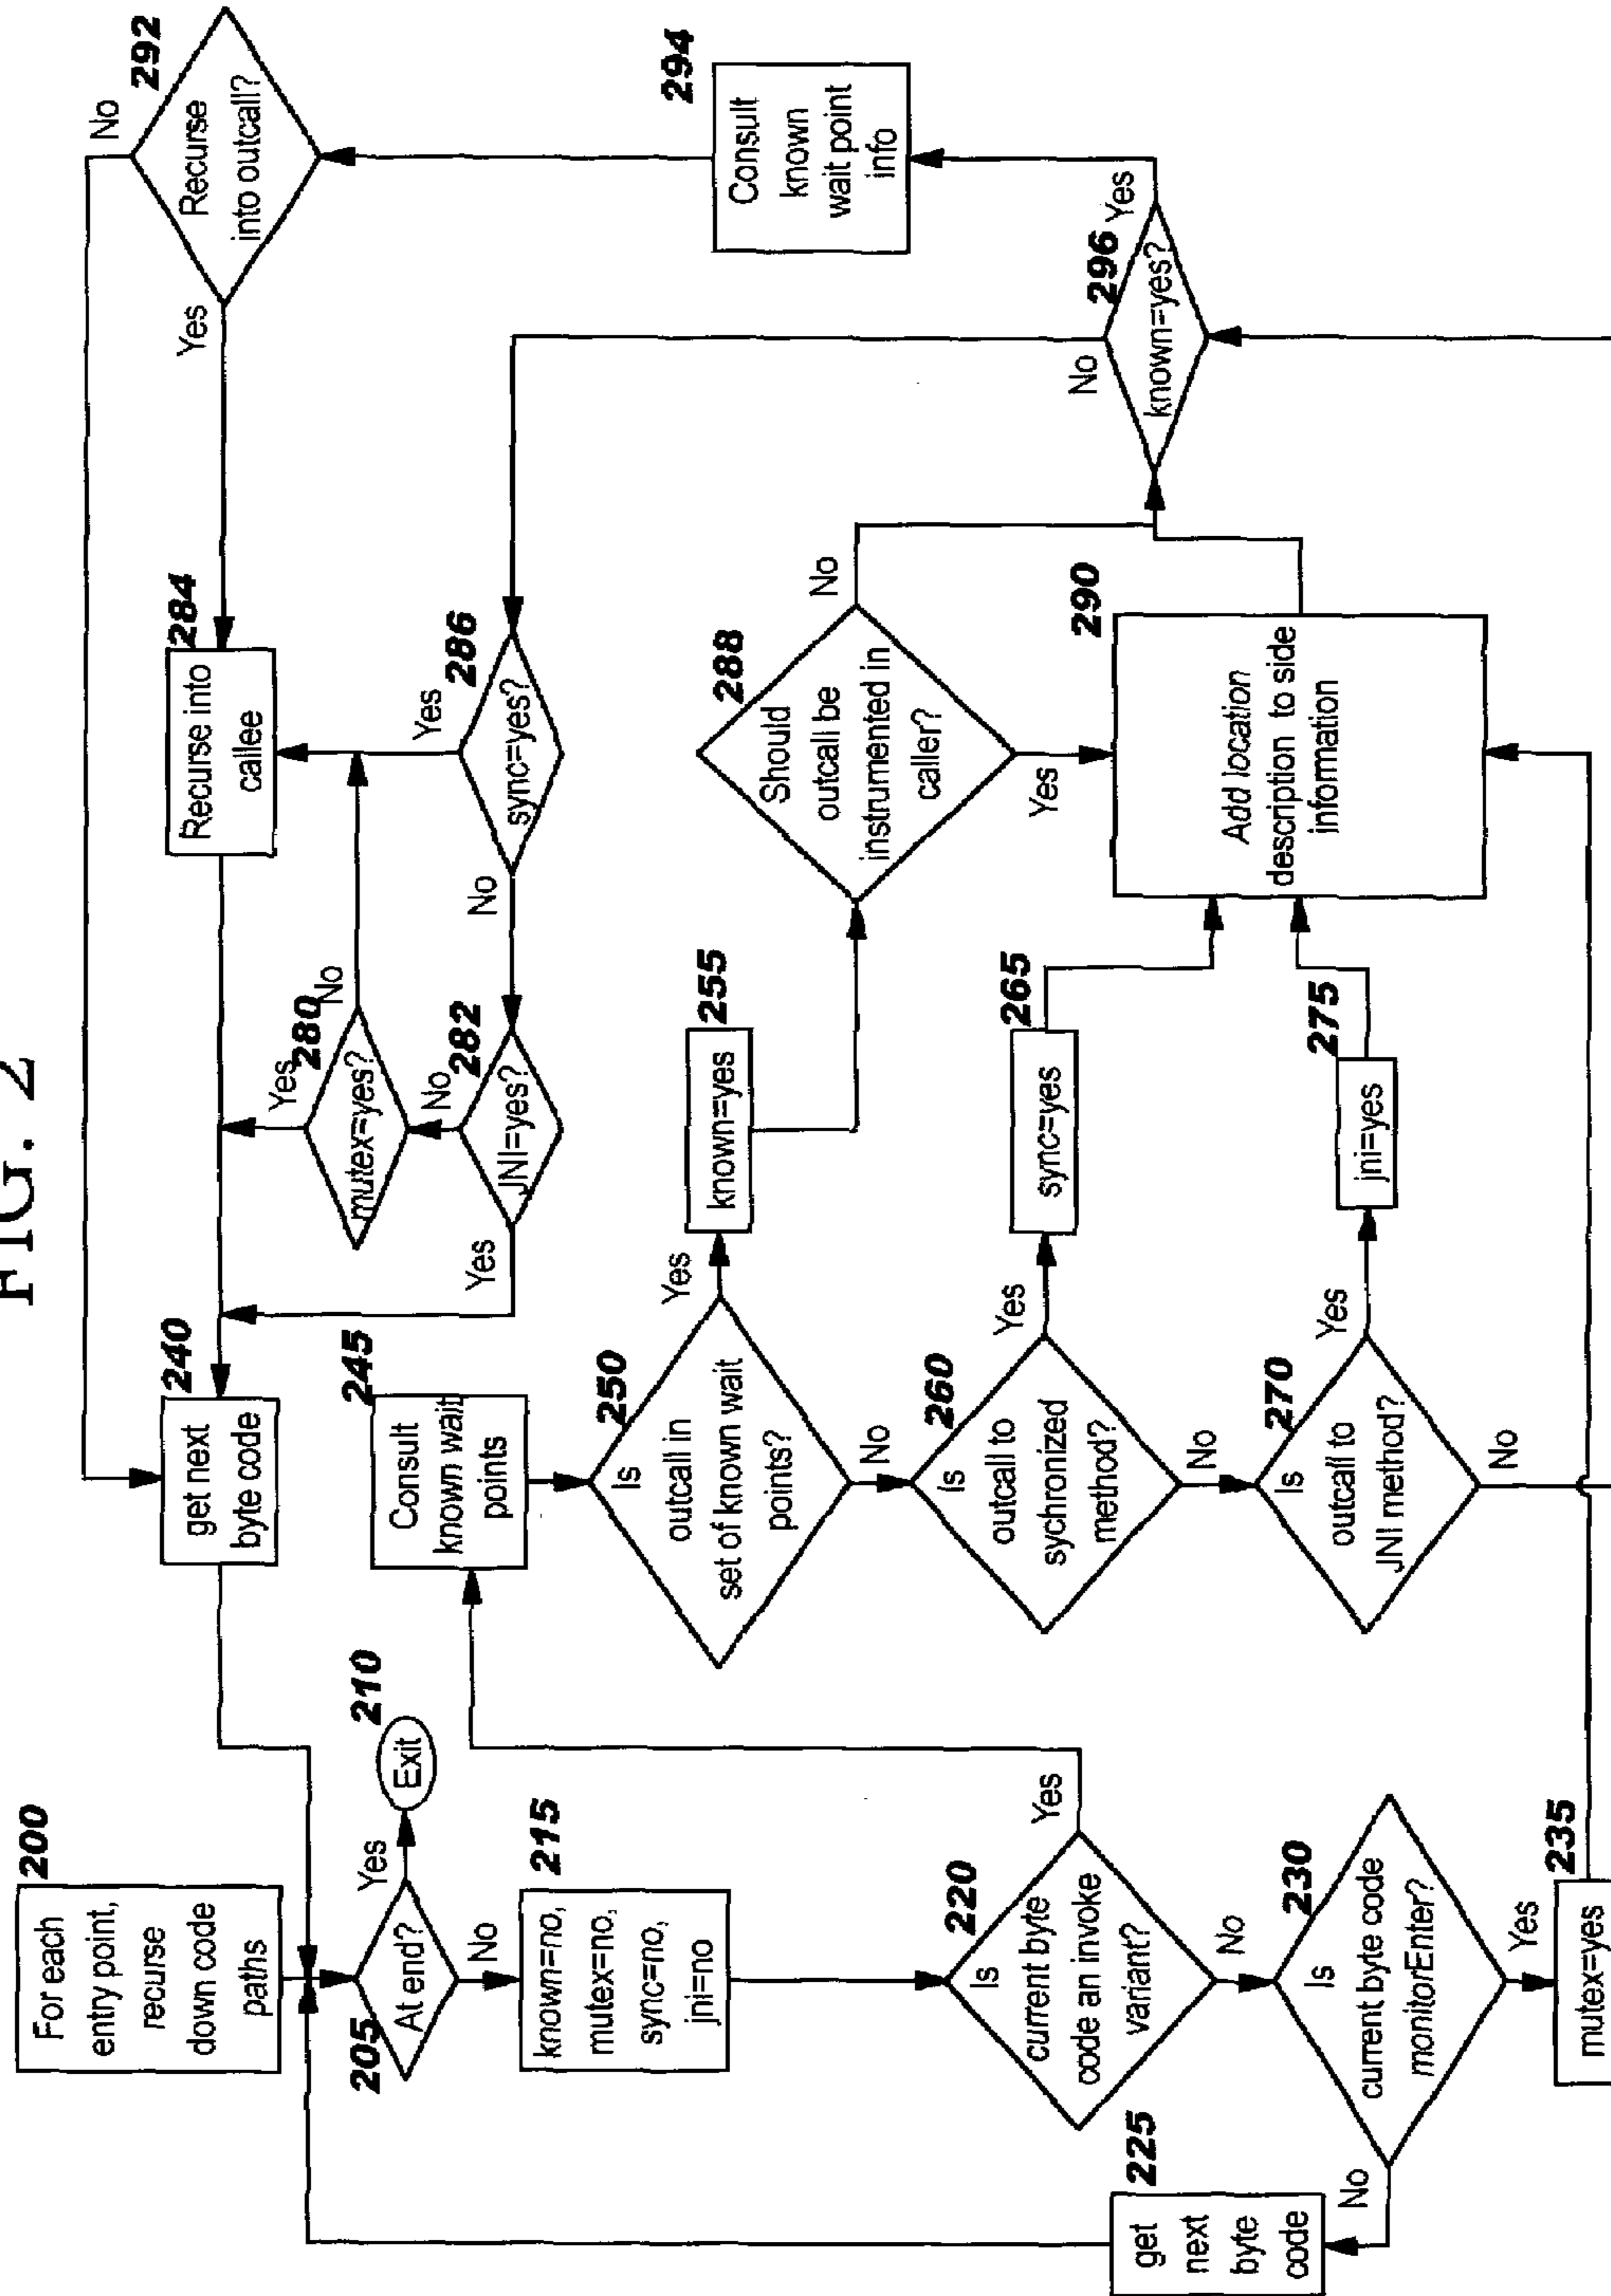 FIG. 2
200
For each
entry point,
recurse
down code
paths
205
At end?
Yes
210
Exit
No
215
known=no,
mutex=no,
sync=no,
jni=no
220
Is
current byte
code an invoke
variant?
Yes
No
230
Is
current byte code
monitorEnter?
No
Yes
225
get
next
byte
code
235
mutex=yes
240
get next
byte code
245
Consult
known wait
points
250
Is
outcall in
set of known wait
points?
Yes
No
255
known=yes
260
Is
outcall to
sychronized
method?
Yes
No
265
sync=yes
270
Is
outcall to
JNI method?
Yes
No
275
jni=yes
280
mutex=yes?
Yes
No
282
JNI=yes?
No
Yes
284
Recurse into
callee
286
sync=yes?
Yes
No
288
Should
outcall be
instrumented in
caller?
No
Yes
290
Add location
description to side
information
292
Recurse
into outcall?
No
Yes
294
Consult
known
wait point
info
296
known=yes?
Yes
No